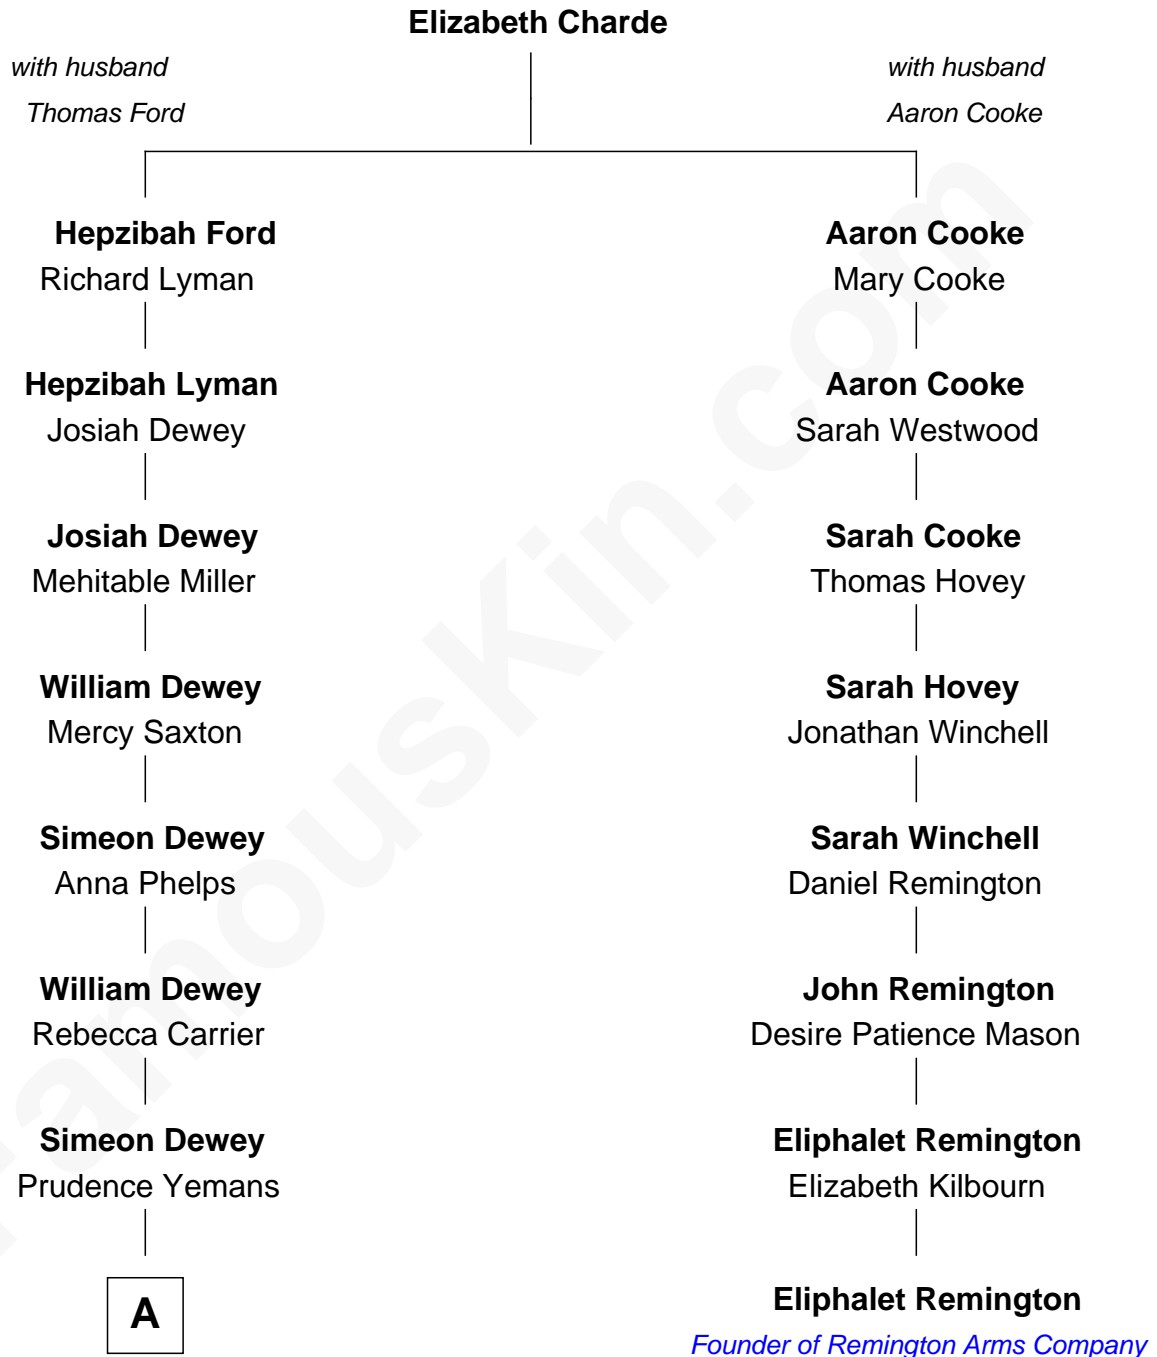 Elizabeth Charde
with husband
Thomas Ford
with husband
Aaron Cooke
Hepzibah Ford
Richard Lyman
Aaron Cooke
Mary Cooke
Hepzibah Lyman
Josiah Dewey
Aaron Cooke
Sarah Westwood
Josiah Dewey
Mehitable Miller
Sarah Cooke
Thomas Hovey
William Dewey
Mercy Saxton
Sarah Hovey
Jonathan Winchell
Simeon Dewey
Anna Phelps
Sarah Winchell
Daniel Remington
William Dewey
Rebecca Carrier
John Remington
Desire Patience Mason
Simeon Dewey
Prudence Yemans
Eliphalet Remington
Elizabeth Kilbourn
A
Eliphalet Remington
Founder of Remington Arms Company
FamousKin.com